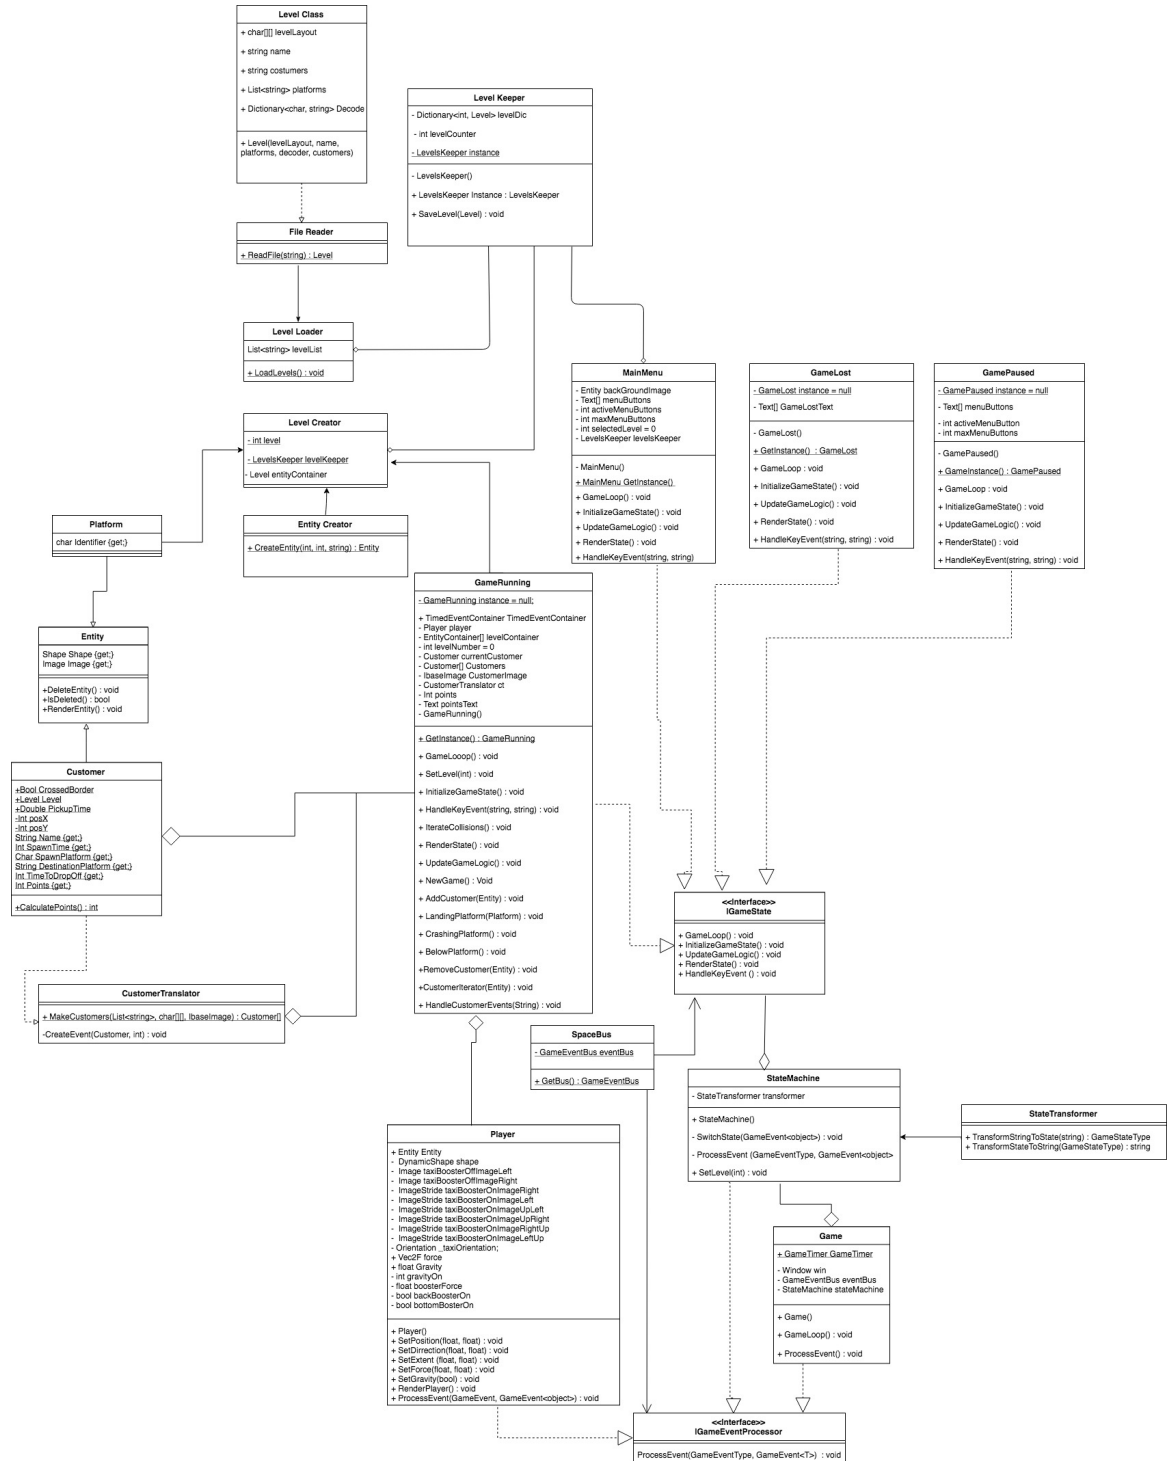 Level Class
+ char[][] levelLayout
+ string name
+ string costumers
+ List<string> platforms
+ Dictionary<char, string> Decode
+ Level(levelLayout, name,
platforms, decoder, customers)
Level Keeper
- Dictionary<int, Level> levelDic
- int levelCounter
- LevelsKeeper instance
- LevelsKeeper()
+ LevelsKeeper Instance : LevelsKeeper
+ SaveLevel(Level) : void
File Reader
+ ReadFile(string) : Level
Level Loader
List<string> levelList
+ LoadLevels() : void
Level Creator
- int level
- LevelsKeeper levelKeeper
- Level entityContainer
MainMenu
- Entity backGroundImage
- Text[] menuButtons
- int activeMenuButtons
- int maxMenuButtons
- int selectedLevel = 0
- LevelsKeeper levelsKeeper
- MainMenu()
+ MainMenu GetInstance()
+ GameLoop() : void
+ InitializeGameState() : void
+ UpdateGameLogic() : void
+ RenderState() : void
+ HandleKeyEvent(string, string)
GameLost
- GameLost instance = null
- Text[] GameLostText
- GameLost()
+ GetInstance() : GameLost
+ GameLoop : void
+ InitializeGameState() : void
+ UpdateGameLogic() : void
+ RenderState() : void
+ HandleKeyEvent(string, string) : void
GamePaused
- GamePaused instance = null
- Text[] menuButtons
- int activeMenuButton
- int maxMenuButtons
- GamePaused()
+ GameInstance() : GamePaused
+ GameLoop : void
+ InitializeGameState() : void
+ UpdateGameLogic() : void
+ RenderState() : void
+ HandleKeyEvent(string, string) : void
Platform
char Identifier {get;}
Entity Creator
+ CreateEntity(int, int, string) : Entity
Entity
Shape Shape {get;}
Image Image {get;}
+DeleteEntity() : void
+IsDeleted() : bool
+RenderEntity() : void
GameRunning
- GameRunning instance = null;
+ TimedEventContainer TimedEventContainer
- Player player
- EntityContainer[] levelContainer
- int levelNumber = 0
- Customer currentCustomer
- Customer[] Customers
- IbaseImage CustomerImage
- CustomerTranslator ct
- Int points
- Text pointsText
- GameRunning()
+ GetInstance() : GameRunning
+ GameLooop() : void
+ SetLevel(int) : void
+ InitializeGameState() : void
+ HandleKeyEvent(string, string) : void
+ IterateCollisions() : void
+ RenderState() : void
+ UpdateGameLogic() : void
+ NewGame() : Void
+ AddCustomer(Entity) : void
+ LandingPlatform(Platform) : void
+ CrashingPlatform() : void
+ BelowPlatform() : void
+RemoveCustomer(Entity) : void
+CustomerIterator(Entity) : void
+ HandleCustomerEvents(String) : void
Customer
+Bool CrossedBorder
+Level Level
+Double PickupTime
-Int posX
-Int posY
String Name {get;}
Int SpawnTime {get;}
Char SpawnPlatform {get;}
String DestinationPlatform {get;}
Int TimeToDropOff {get;}
Int Points {get;}
+CalculatePoints() : int
<<Interface>>
IGameState
+ GameLoop() : void
+ InitializeGameState() : void
+ UpdateGameLogic() : void
+ RenderState() : void
+ HandleKeyEvent () : void
CustomerTranslator
+ MakeCustomers(List<string>, char[][], IbaseImage) : Customer[]
-CreateEvent(Customer, int) : void
SpaceBus
- GameEventBus eventBus
+ GetBus() : GameEventBus
StateMachine
- StateTransformer transformer
+ StateMachine()
- SwitchState(GameEvent<object>) : void
- ProcessEvent (GameEventType, GameEvent<object>
+ SetLevel(int) : void
StateTransformer
+ TransformStringToState(string) : GameStateType
+ TransformStateToString(GameStateType) : string
Player
+ Entity Entity
- DynamicShape shape
- Image taxiBoosterOffImageLeft
- Image taxiBoosterOffImageRight
- ImageStride taxiBoosterOnImageRight
- ImageStride taxiBoosterOnImageLeft
- ImageStride taxiBoosterOnImageUpLeft
- ImageStride taxiBoosterOnImageUpRight
- ImageStride taxiBoosterOnImageRightUp
- ImageStride taxiBoosterOnImageLeftUp
- Orientation _taxiOrientation;
+ Vec2F force
+ float Gravity
- int gravityOn
- float boosterForce
- bool backBoosterOn
- bool bottomBosterOn
+ Player()
+ SetPosition(float, float) : void
+ SetDirrection(float, float) : void
+ SetExtent (float, float) : void
+ SetForce(float, float) : void
+ SetGravity(bool) : void
+ RenderPlayer() : void
+ ProcessEvent(GameEvent, GameEvent<object>) : void
Game
+ GameTimer GameTimer
- Window win
- GameEventBus eventBus
- StateMachine stateMachine
+ Game()
+ GameLoop() : void
+ ProcessEvent() : void
<<Interface>>
IGameEventProcessor
ProcessEvent(GameEventType, GameEvent<T>) : void